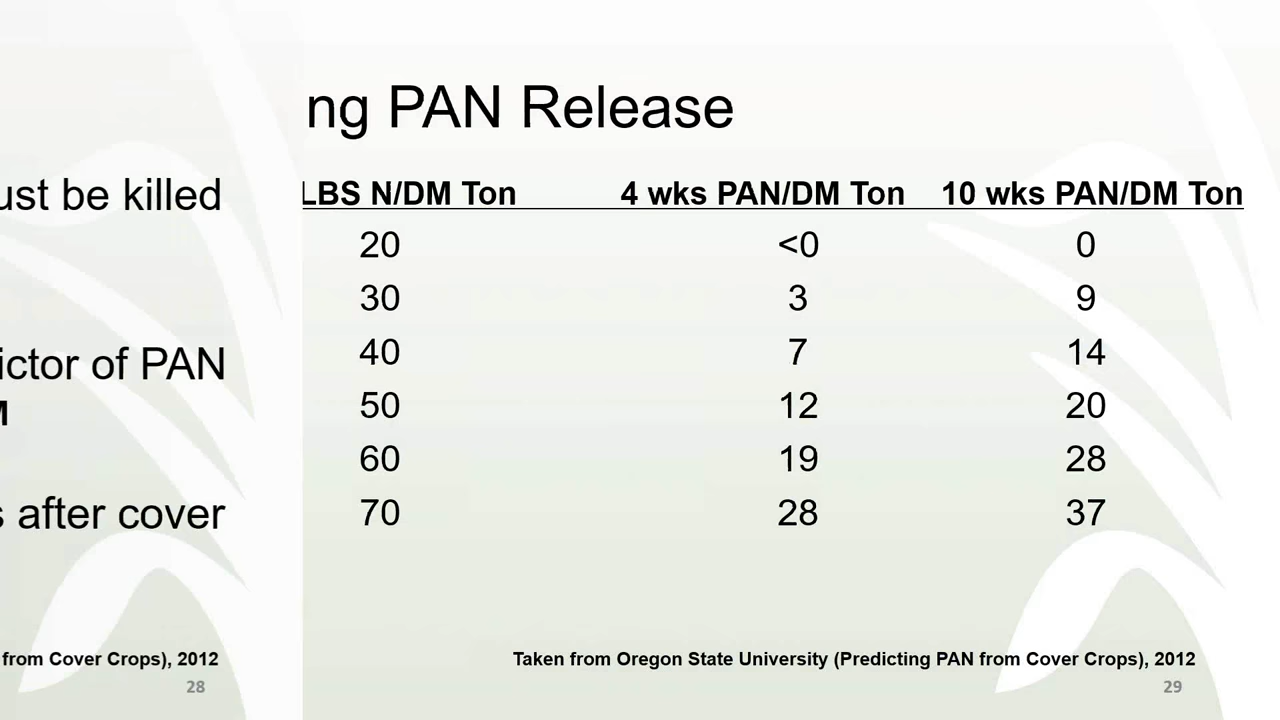 ust be killed
ictor of PAN
s after cover
from Cover Crops), 2012
28
ng PAN Release
LBS N/DM Ton 4 wks PAN/DM Ton 10 wks PAN/DM Ton
20 <0 0
30 3 9
40 7 14
50 12 20
60 19 28
70 28 37
Taken from Oregon State University (Predicting PAN from Cover Crops), 2012
29